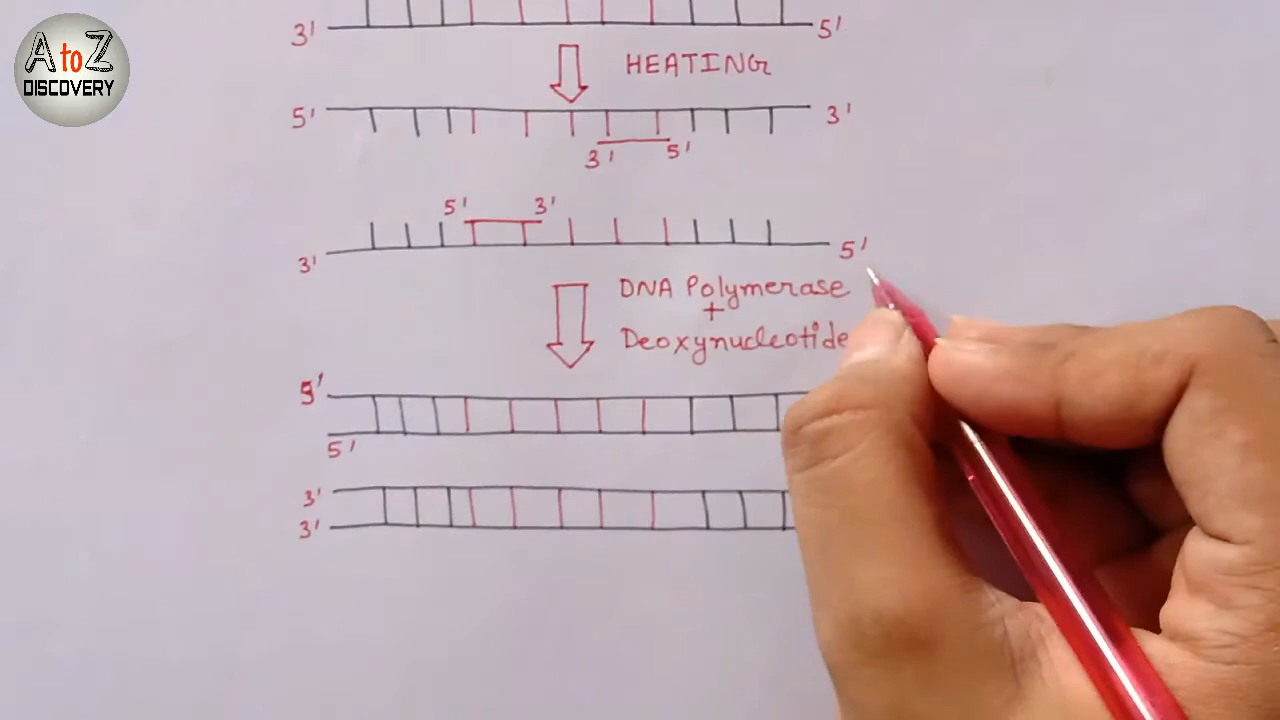 A to Z
DISCOVERY
3' 5'
HEATING
5' 3'
3' 5'
5' 3'
3' 5'
DNA Polymerase
+
Deoxynucleotide
5'
5'
3'
3'